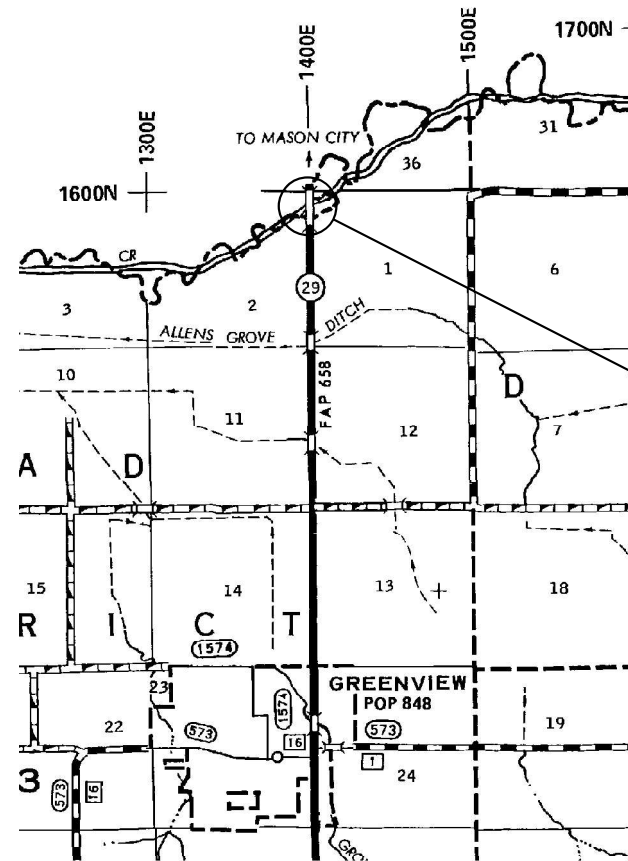 1700N
1500E
1400E
1300E
31
TO MASON CITY
36
1600N
CR
1
6
29
3
2
ALLENS GROVE DITCH
FAP 658
10
D
11
12
7
A
D
15
14
13
18
R
I
C
T
1574
GREENVIEW
POP 848
23
1574
573
22
573
16
19
1
24
3
573
16